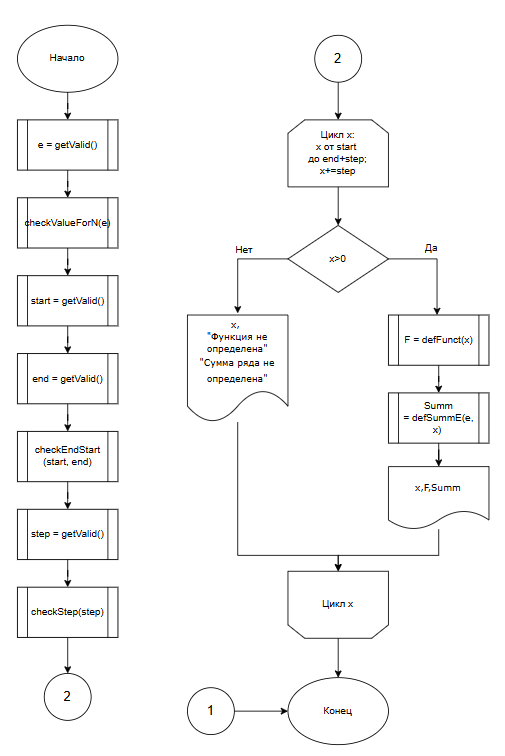 Начало
e = getValid()
checkValueForN(e)
start = getValid()
end = getValid()
checkEndStart
(start, end)
step = getValid()
checkStep(step)
2
2
Цикл x:
x от start
до end+step;
x+=step
x>0
Нет
Да
x,
"Функция не
определена"
"Сумма ряда не
определена"
F = defFunct(x)
Summ
= defSummE(e,
x)
x,F,Summ
Цикл x
1
Конец